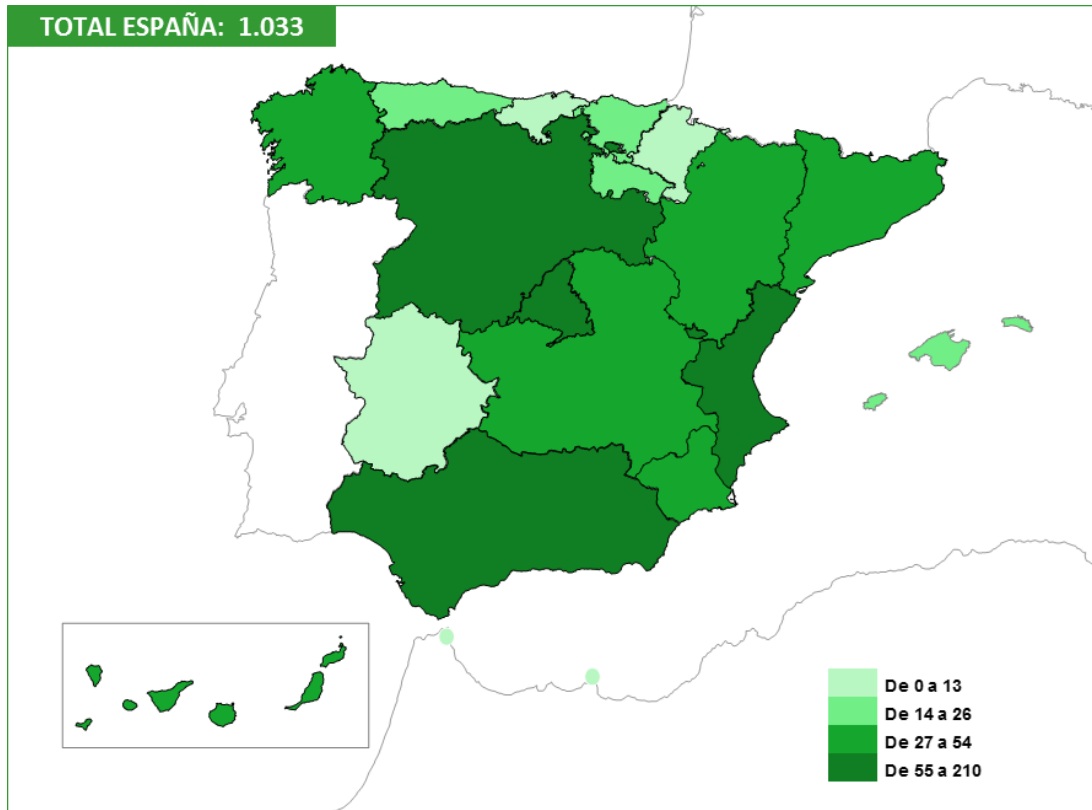 TOTAL ESPAÑA: 1.033
De 0 a 13
De 14 a 26
De 27 a 54
De 55 a 210